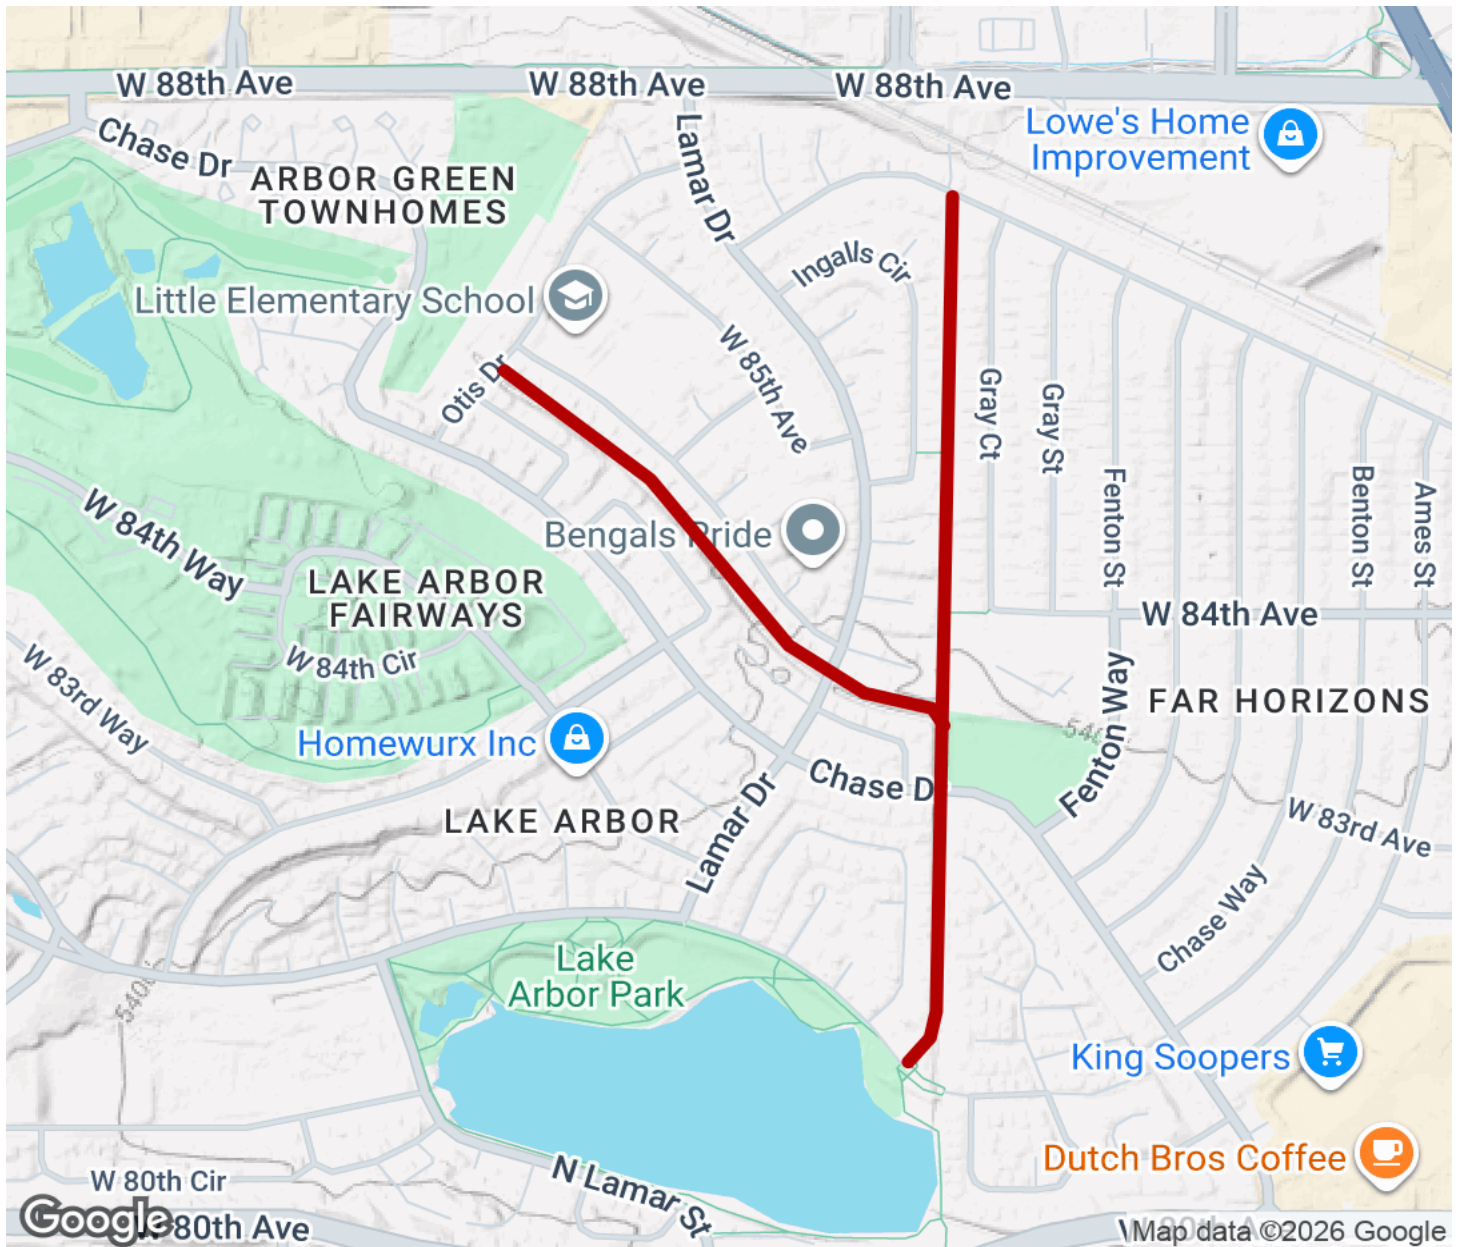 W 88th Ave
W 88th Ave
W 88th Ave
Chase Dr
ARBOR GREEN
TOWNHOMES
Lamar Dr
Lowe's Home
Improvement
Ingalls Cir
Little Elementary School
Otis Dr
W 85th Ave
Gray Ct
Gray St
Fenton St
Benton St
Ames St
W 84th Way
Bengals Pride
LAKE ARBOR
FAIRWAYS
W 84th Cir
W 84th Ave
W 83rd Way
Fenton Way
FAR HORIZONS
Homewurx Inc
Chase D
LAKE ARBOR
Lamar Dr
W 83rd Ave
Chase Way
Lake
Arbor Park
King Soopers
Dutch Bros Coffee
N Lamar St
W 80th Cir
Google
W 80th Ave
Map data ©2026 Google